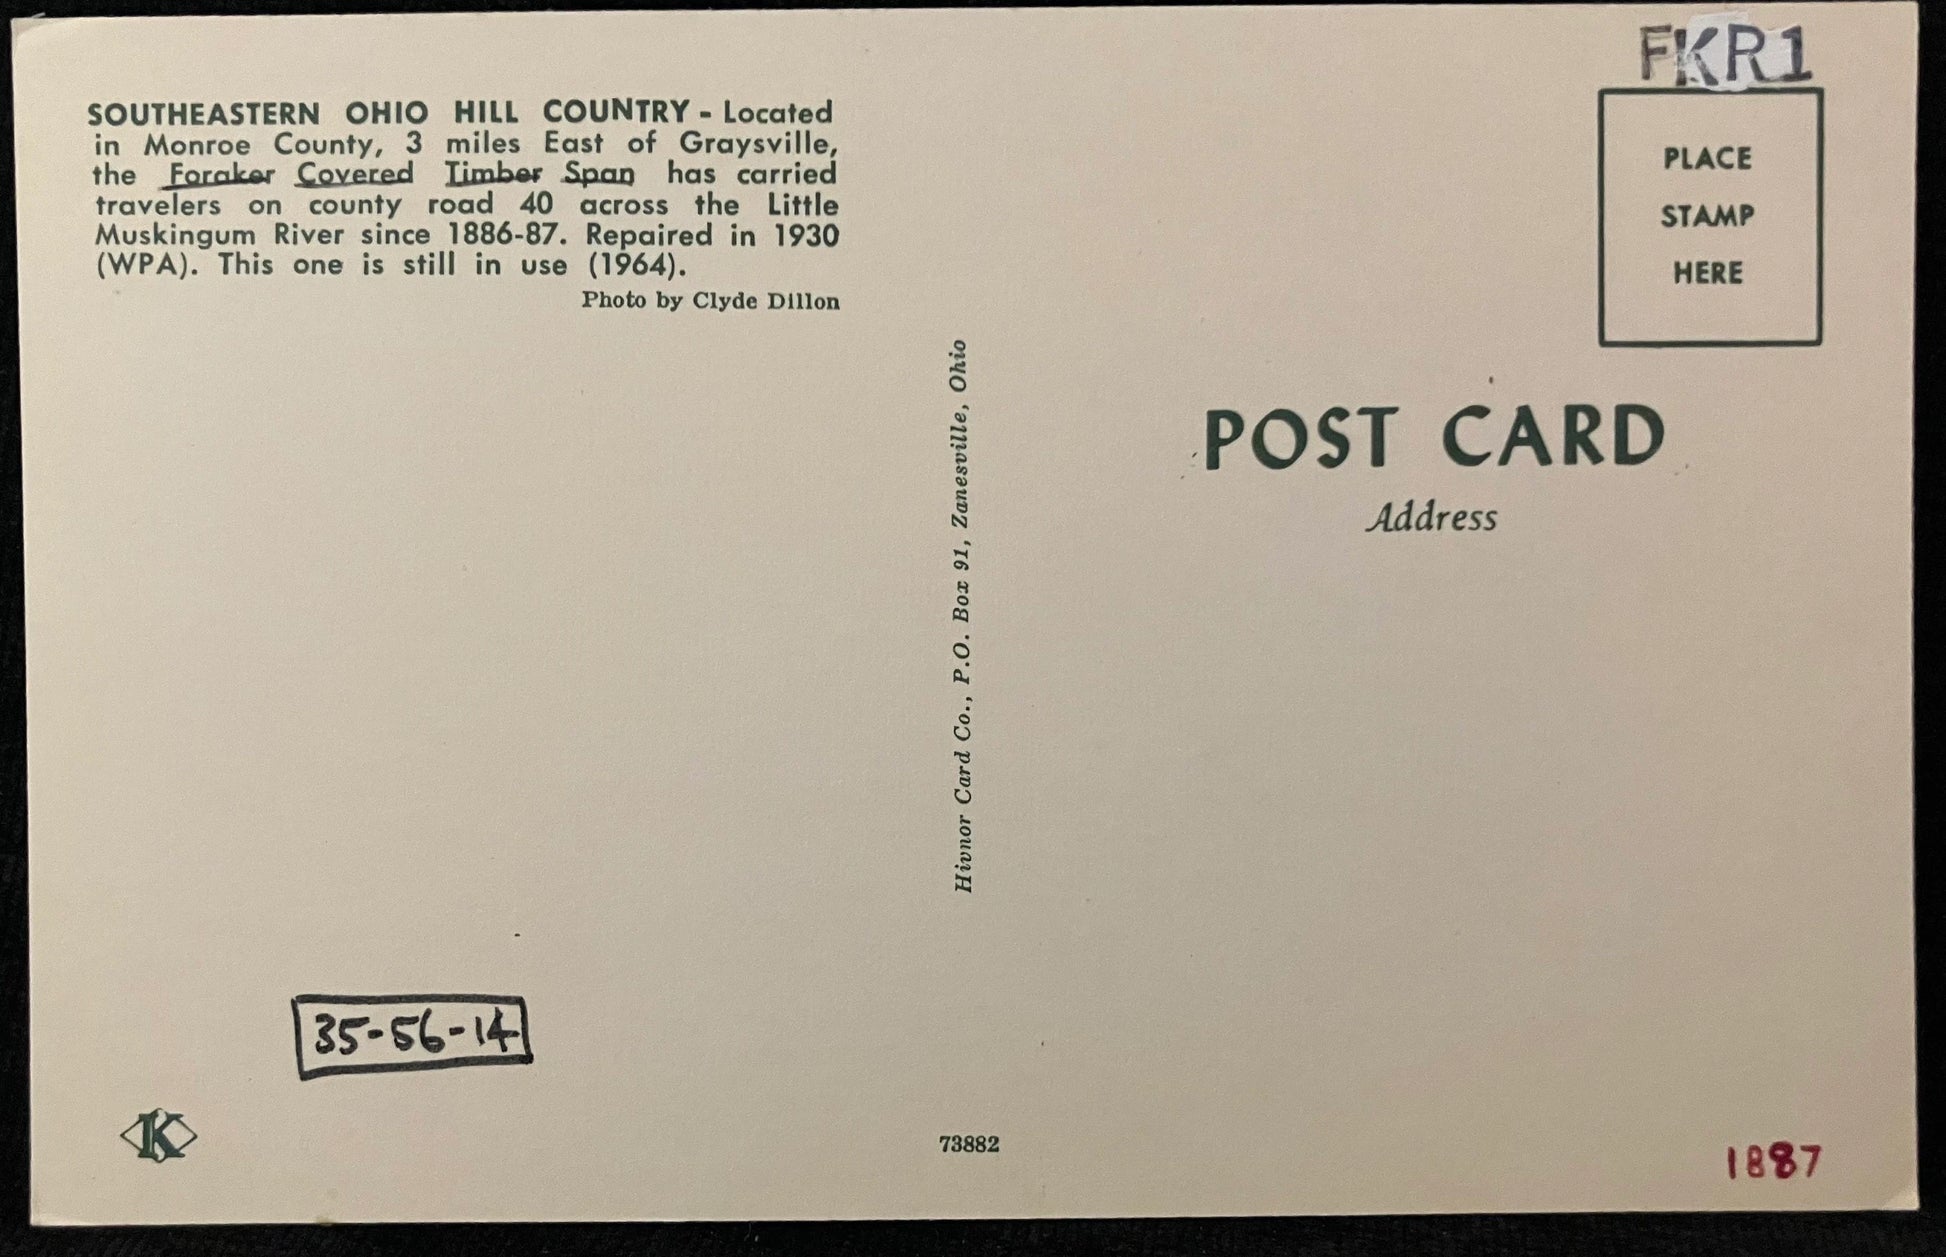 SOUTHEASTERN OHIO HILL COUNTRY - Located
in Monroe County, 3 miles East of Graysville,
the Foraker Covered Timber Span has carried
travelers on county road 40 across the Little
Muskingum River since 1886-87. Repaired in 1930
(WPA). This one is still in use (1964).
Photo by Clyde Dillon
35-56-14
K
Hivnor Card Co., P.O. Box 91, Zanesville, Ohio
73882
FKR1
PLACE
STAMP
HERE
POST CARD
Address
1887